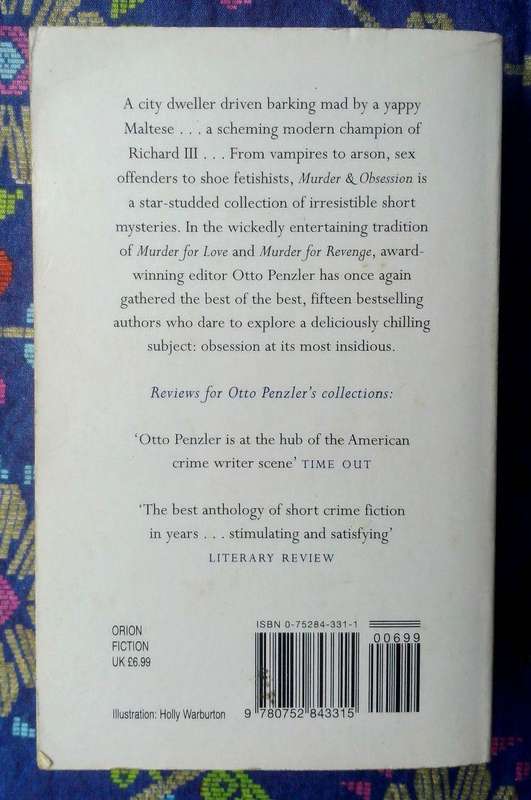 A city dweller driven barking mad by a yappy
Maltese . . . a scheming modern champion of
Richard III . . . From vampires to arson, sex
offenders to shoe fetishists, Murder & Obsession is
a star-studded collection of irresistible short
mysteries. In the wickedly entertaining tradition
of Murder for Love and Murder for Revenge, award-
winning editor Otto Penzler has once again
gathered the best of the best, fifteen bestselling
authors who dare to explore a deliciously chilling
subject: obsession at its most insidious.
Reviews for Otto Penzler's collections:
‘Otto Penzler is at the hub of the American
crime writer scene’ TIME OUT
‘The best anthology of short crime fiction
in years . . . stimulating and satisfying’
LITERARY REVIEW
ORION
FICTION
UK £6.99
Illustration: Holly Warburton
ISBN 0-75284-331-1
00699
9 780752 843315